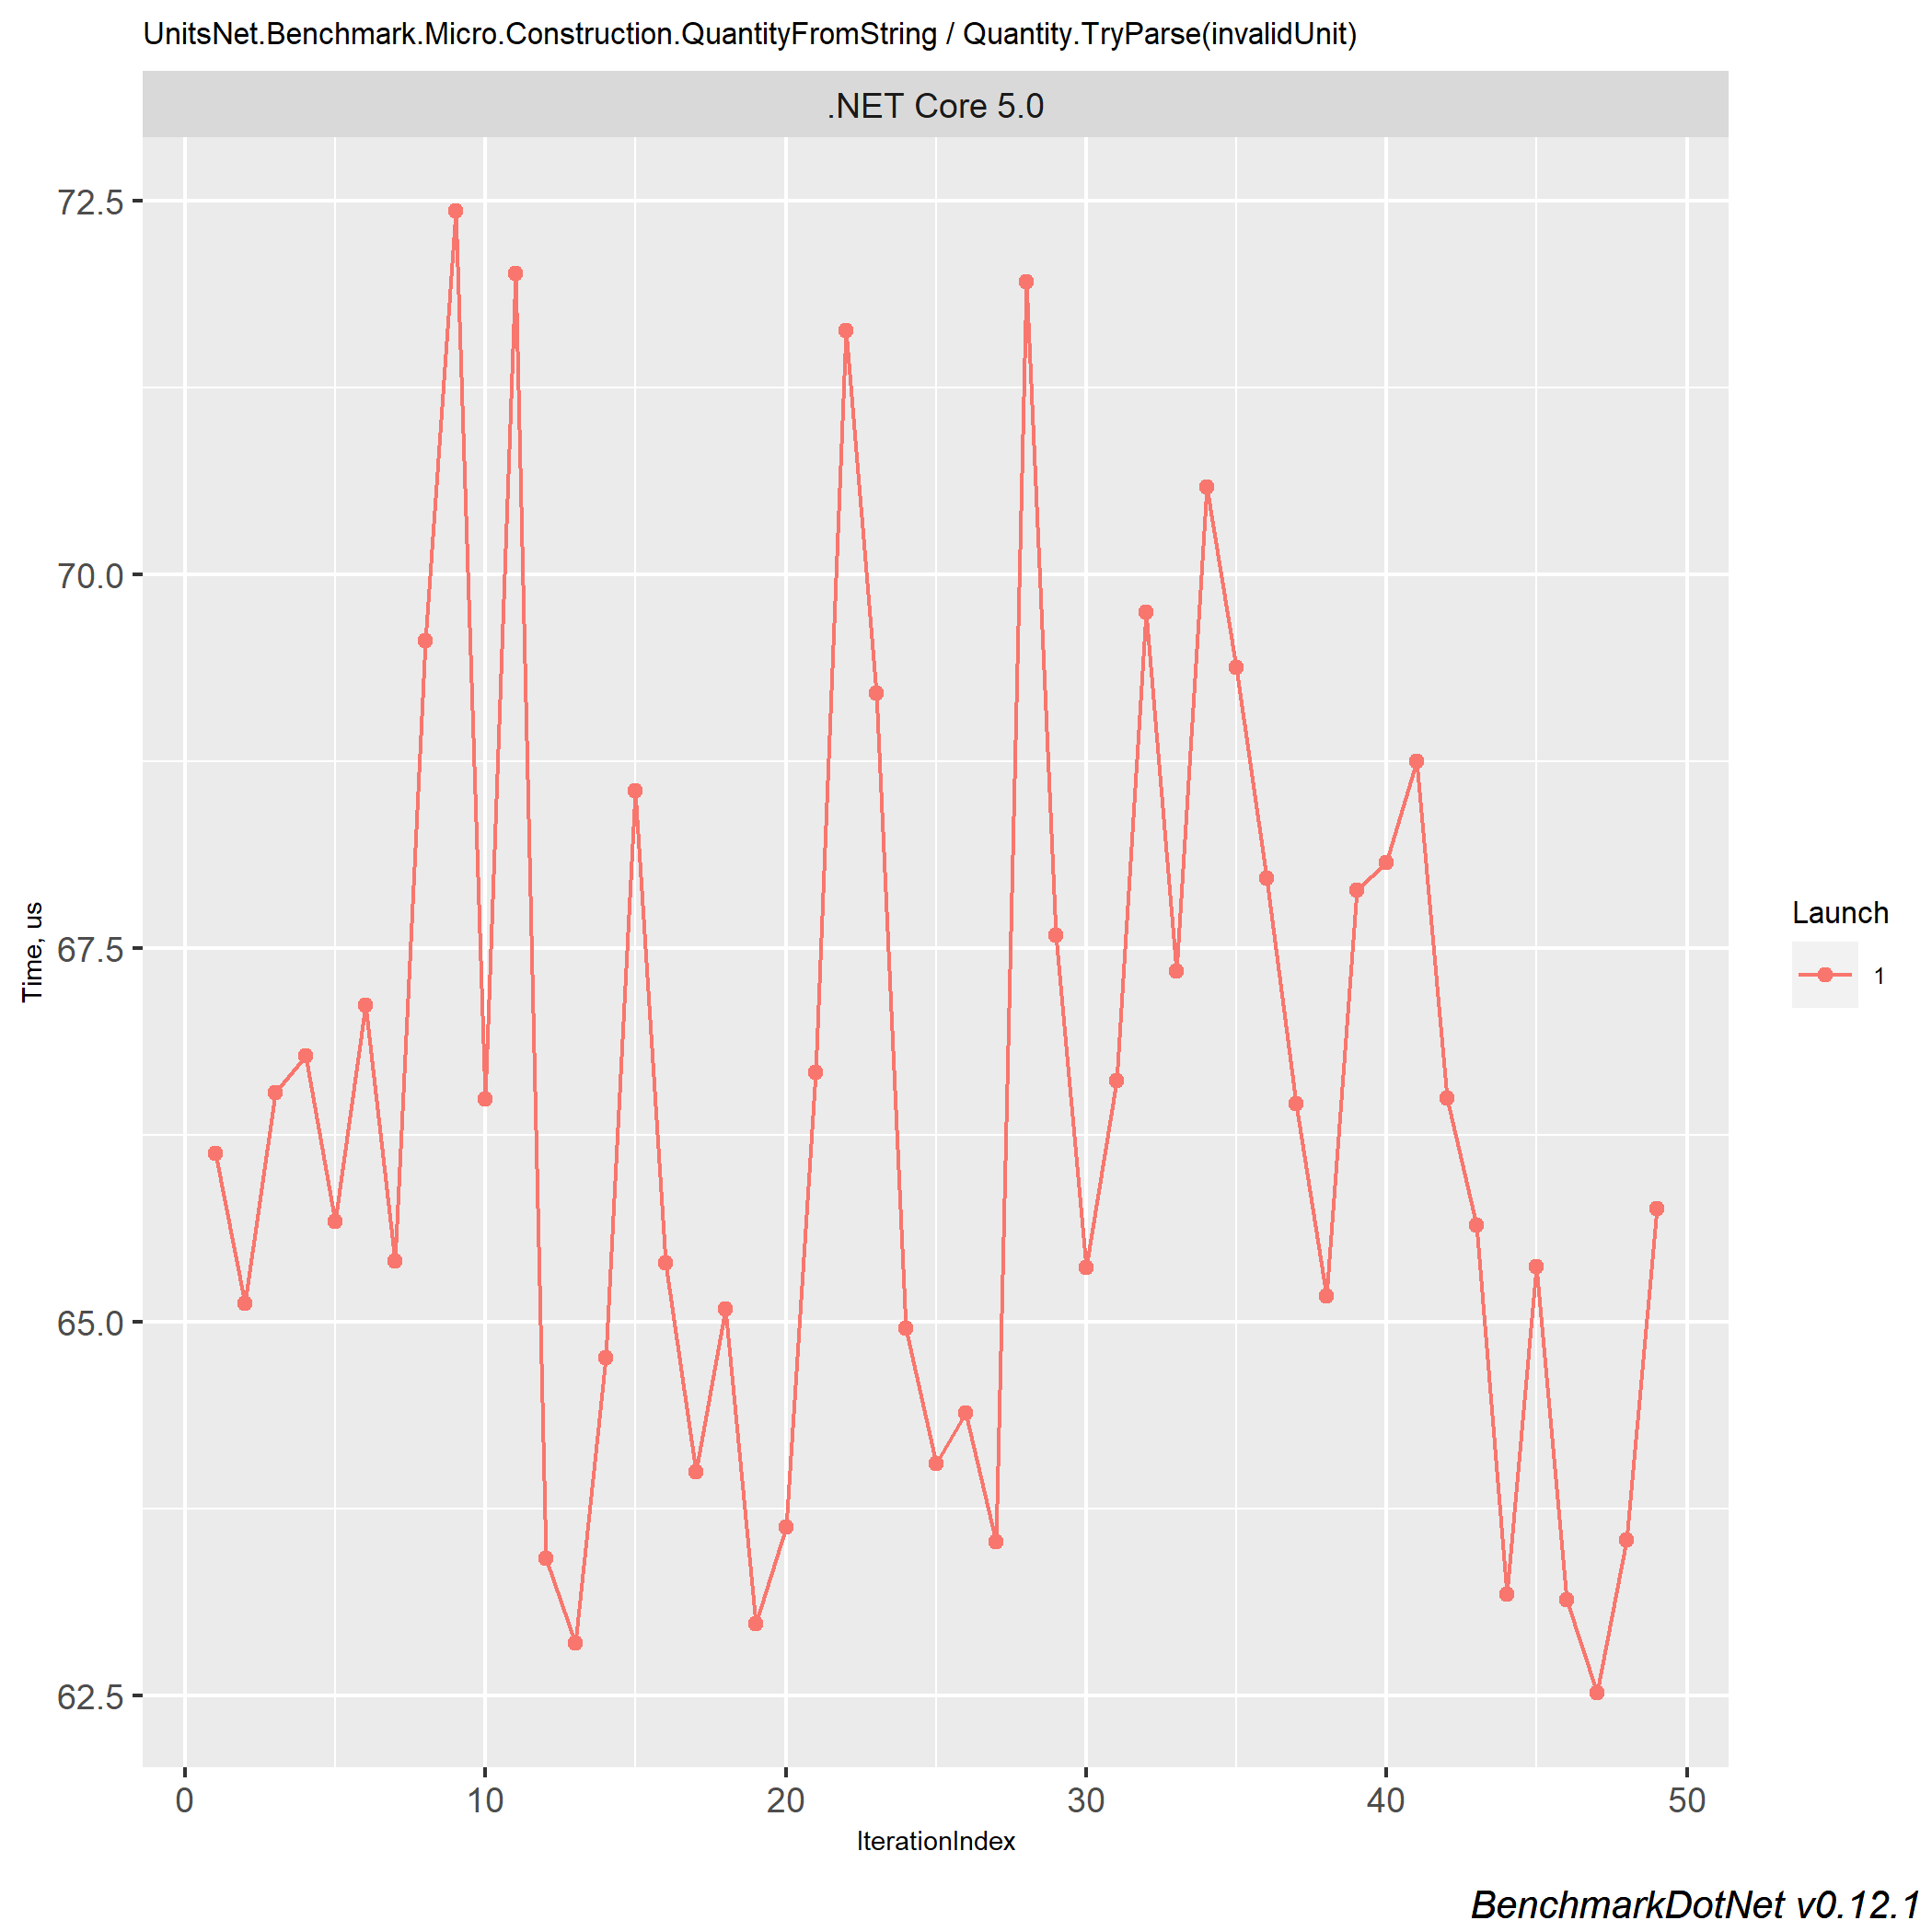 UnitsNet.Benchmark.Micro.Construction.QuantityFromString / Quantity.TryParse(invalidUnit)
.NET Core 5.0
72.5
70.0
67.5
65.0
62.5
Time, us
0 10 20 30 40 50
IterationIndex
Launch
1
BenchmarkDotNet v0.12.1